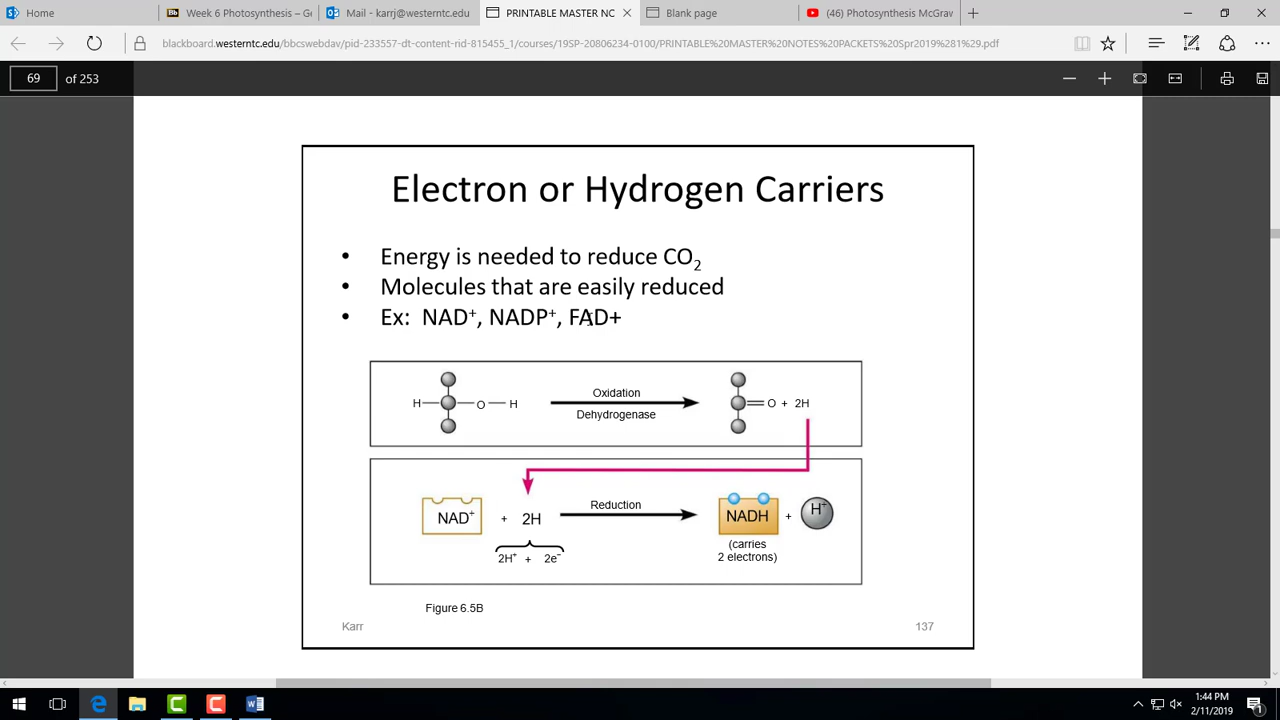 Home
Bb Week 6 Photosynthesis – Ge
Mail - karrj@westerntc.edu
PRINTABLE MASTER NC
Blank page
(46) Photosynthesis McGrav
blackboard.westerntc.edu/bbcswebdav/pid-233557-dt-content-rid-815455_1/courses/19SP-20806234-0100/PRINTABLE%20MASTER%20NOTES%20PACKETS%20Spr2019%281%29.pdf
69 of 253
Electron or Hydrogen Carriers
• Energy is needed to reduce CO₂
• Molecules that are easily reduced
• Ex: NAD⁺, NADP⁺, FAD+
Oxidation
H — O — H
O + 2H
Dehydrogenase
Reduction
NAD⁺ + 2H
NADH + H⁺
(carries
2 electrons)
2H⁺ + 2e⁻
Figure 6.5B
Karr
137
1:44 PM
2/11/2019
1